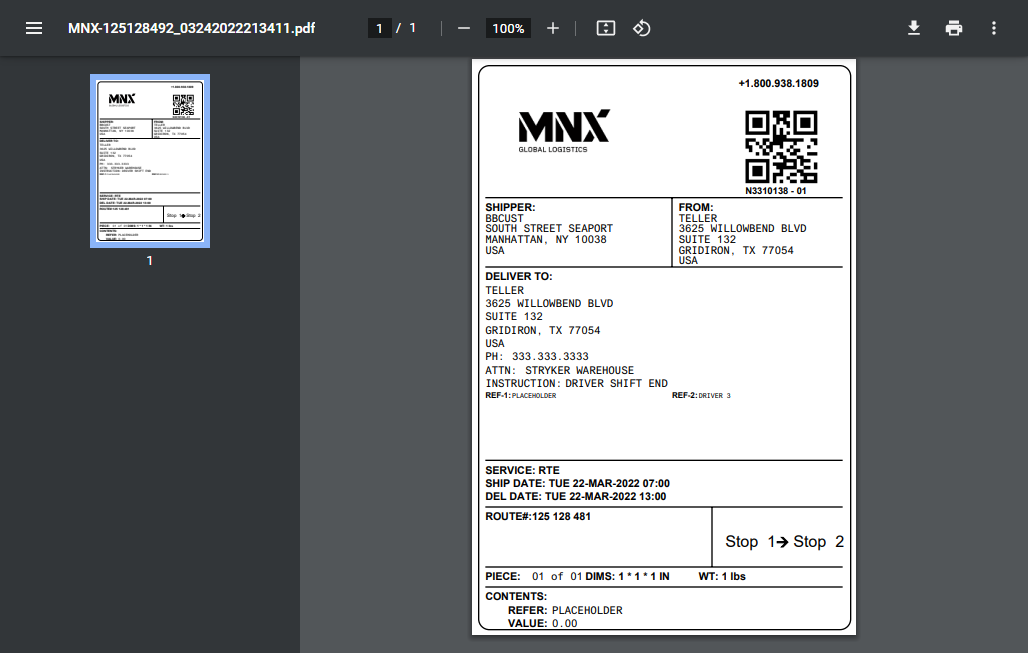 MNX-125128492_03242022213411.pdf
1 / 1
100%
1
+1.800.938.1809
MNX
GLOBAL LOGISTICS
N3310138 - 01
SHIPPER:
BBCUST
SOUTH STREET SEAPORT
MANHATTAN, NY 10038
USA
FROM:
TELLER
3625 WILLOWBEND BLVD
SUITE 132
GRIDIRON, TX 77054
USA
DELIVER TO:
TELLER
3625 WILLOWBEND BLVD
SUITE 132
GRIDIRON, TX 77054
USA
PH: 333.333.3333
ATTN: STRYKER WAREHOUSE
INSTRUCTION: DRIVER SHIFT END
REF-1: PLACEHOLDER REF-2: DRIVER 3
SERVICE: RTE
SHIP DATE: TUE 22-MAR-2022 07:00
DEL DATE: TUE 22-MAR-2022 13:00
ROUTE#:125 128 481
Stop 1➔ Stop 2
PIECE: 01 of 01 DIMS: 1 * 1 * 1 IN WT: 1 lbs
CONTENTS:
REFER: PLACEHOLDER
VALUE: 0.00